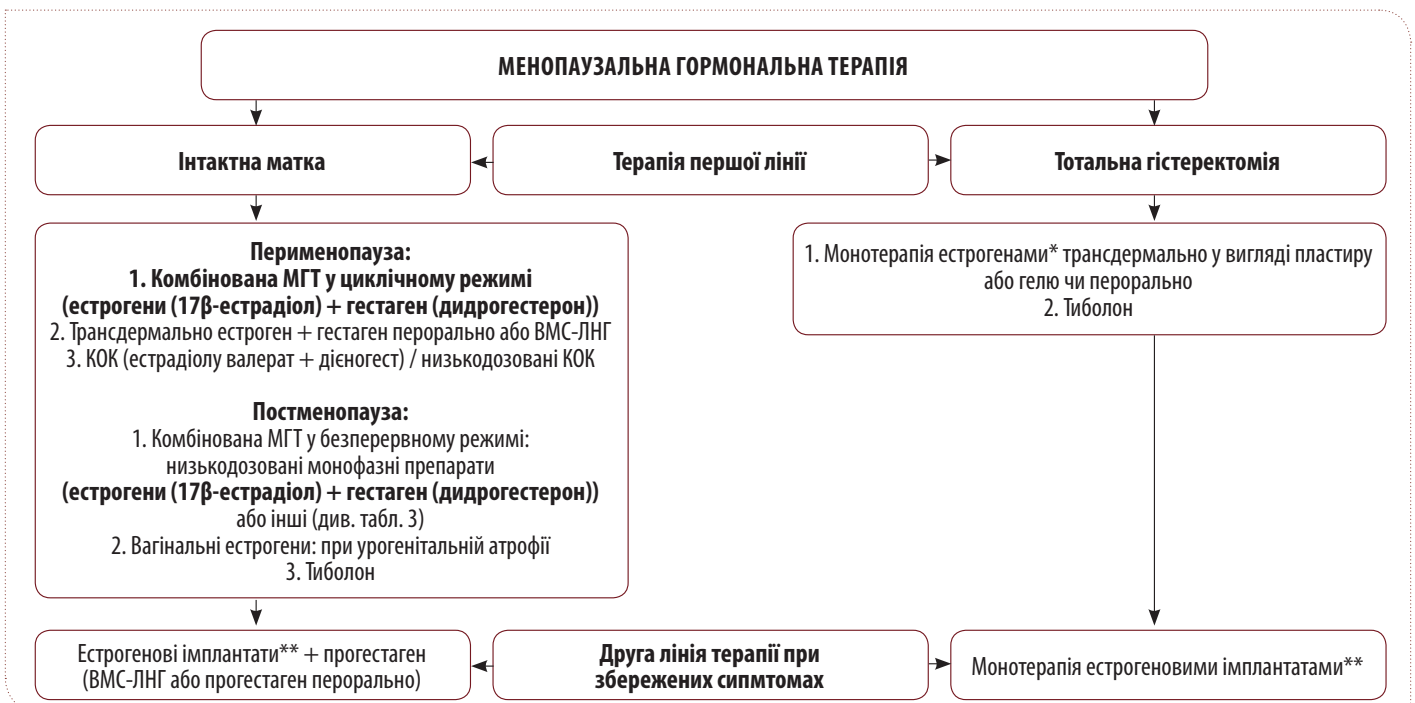 МЕНОПАУЗАЛЬНА ГОРМОНАЛЬНА ТЕРАПІЯ
Інтактна матка
Терапія першої лінії
Тотальна гістеректомія
Перименопауза:
1. Комбінована МГТ у циклічному режимі
(естрогени (17β-естрадіол) + гестаген (дидрогестерон))
2. Трансдермально естроген + гестаген перорально або ВМС-ЛНГ
3. КОК (естрадіолу валерат + дієногест) / низькодозовані КОК
Постменопауза:
1. Комбінована МГТ у безперервному режимі:
низькодозовані монофазні препарати
(естрогени (17β-естрадіол) + гестаген (дидрогестерон))
або інші (див. табл. 3)
2. Вагінальні естрогени: при урогенітальній атрофії
3. Тиболон
1. Монотерапія естрогенами* трансдермально у вигляді пластиру
або гелю чи перорально
2. Тиболон
Естрогенові імплантати** + прогестаген
(ВМС-ЛНГ або прогестаген перорально)
Друга лінія терапії при
збережених сипмтомах
Монотерапія естрогеновими імплантатами**